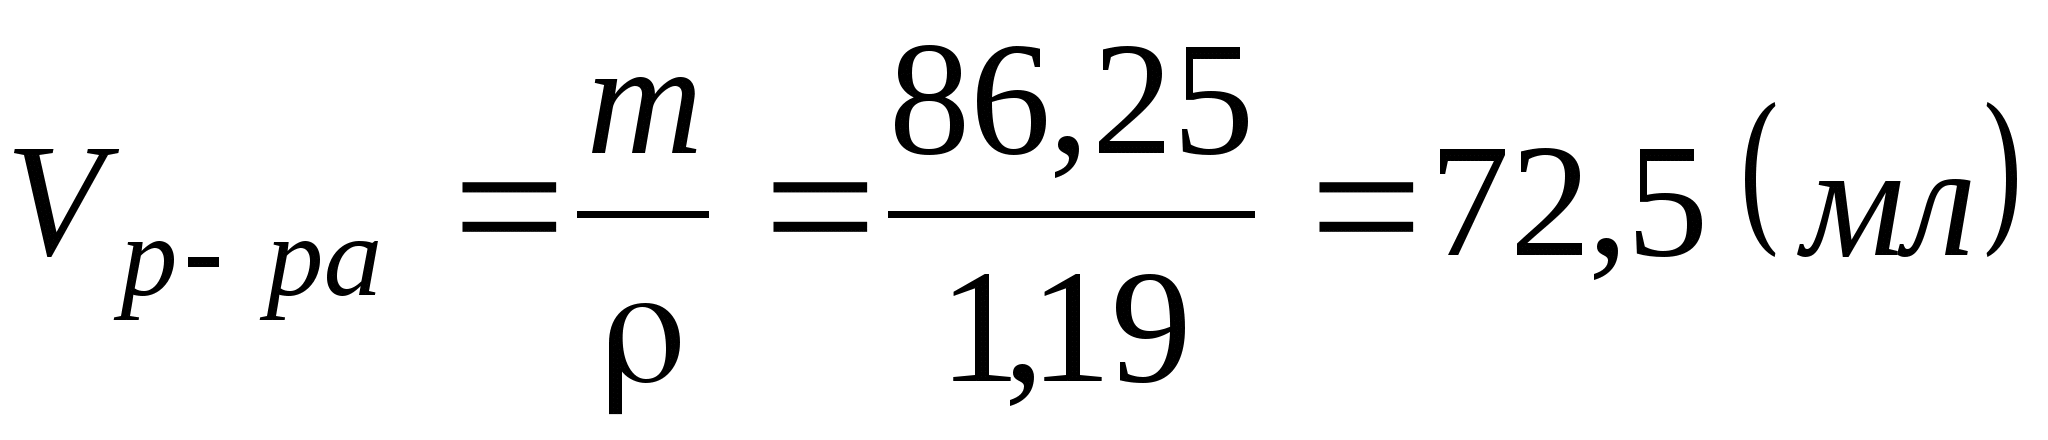 V р- ра = m/ρ = 86,25/1,19 = 72,5 (мл)